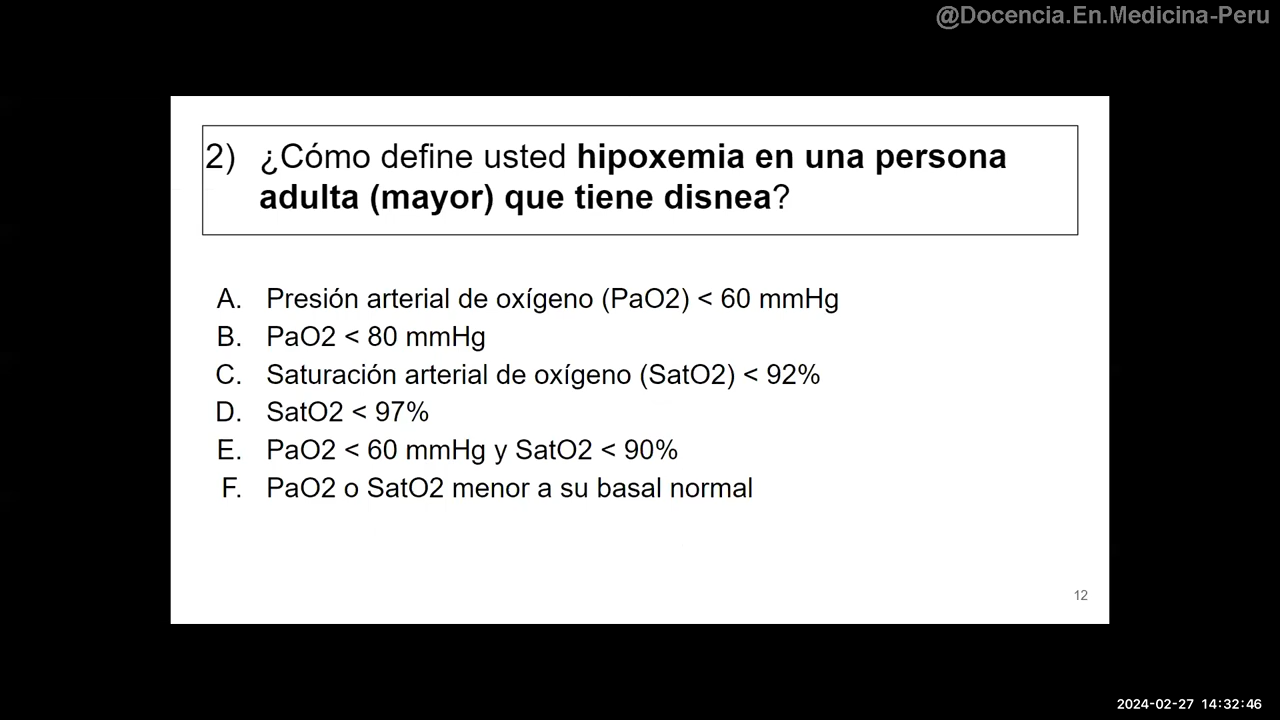 @Docencia.En.Medicina-Peru
2) ¿Cómo define usted hipoxemia en una persona
adulta (mayor) que tiene disnea?
A. Presión arterial de oxígeno (PaO2) < 60 mmHg
B. PaO2 < 80 mmHg
C. Saturación arterial de oxígeno (SatO2) < 92%
D. SatO2 < 97%
E. PaO2 < 60 mmHg y SatO2 < 90%
F. PaO2 o SatO2 menor a su basal normal
12
2024-02-27 14:32:46